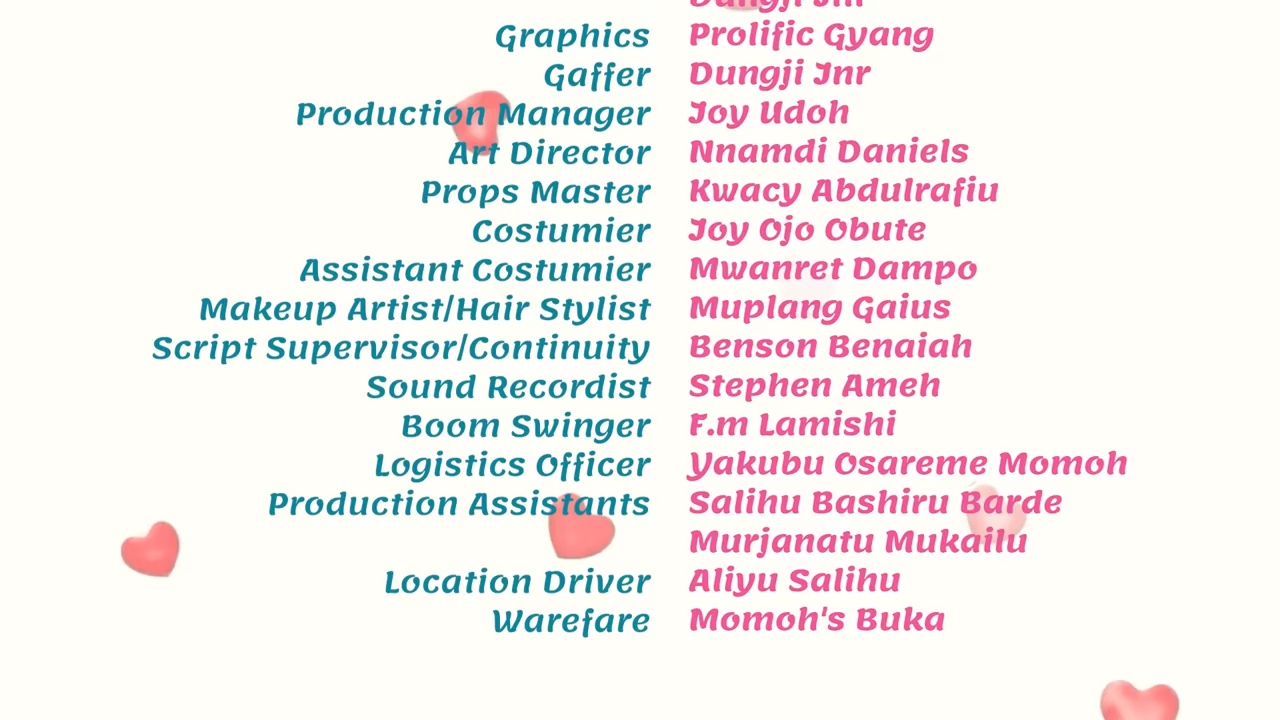 Dungji Jnr
Graphics Prolific Gyang
Gaffer Dungji Jnr
Production Manager Joy Udoh
Art Director Nnamdi Daniels
Props Master Kwacy Abdulrafiu
Costumier Joy Ojo Obute
Assistant Costumier Mwanret Dampo
Makeup Artist/Hair Stylist Muplang Gaius
Script Supervisor/Continuity Benson Benaiah
Sound Recordist Stephen Ameh
Boom Swinger F.m Lamishi
Logistics Officer Yakubu Osareme Momoh
Production Assistants Salihu Bashiru Barde
Murjanatu Mukailu
Location Driver Aliyu Salihu
Warefare Momoh's Buka